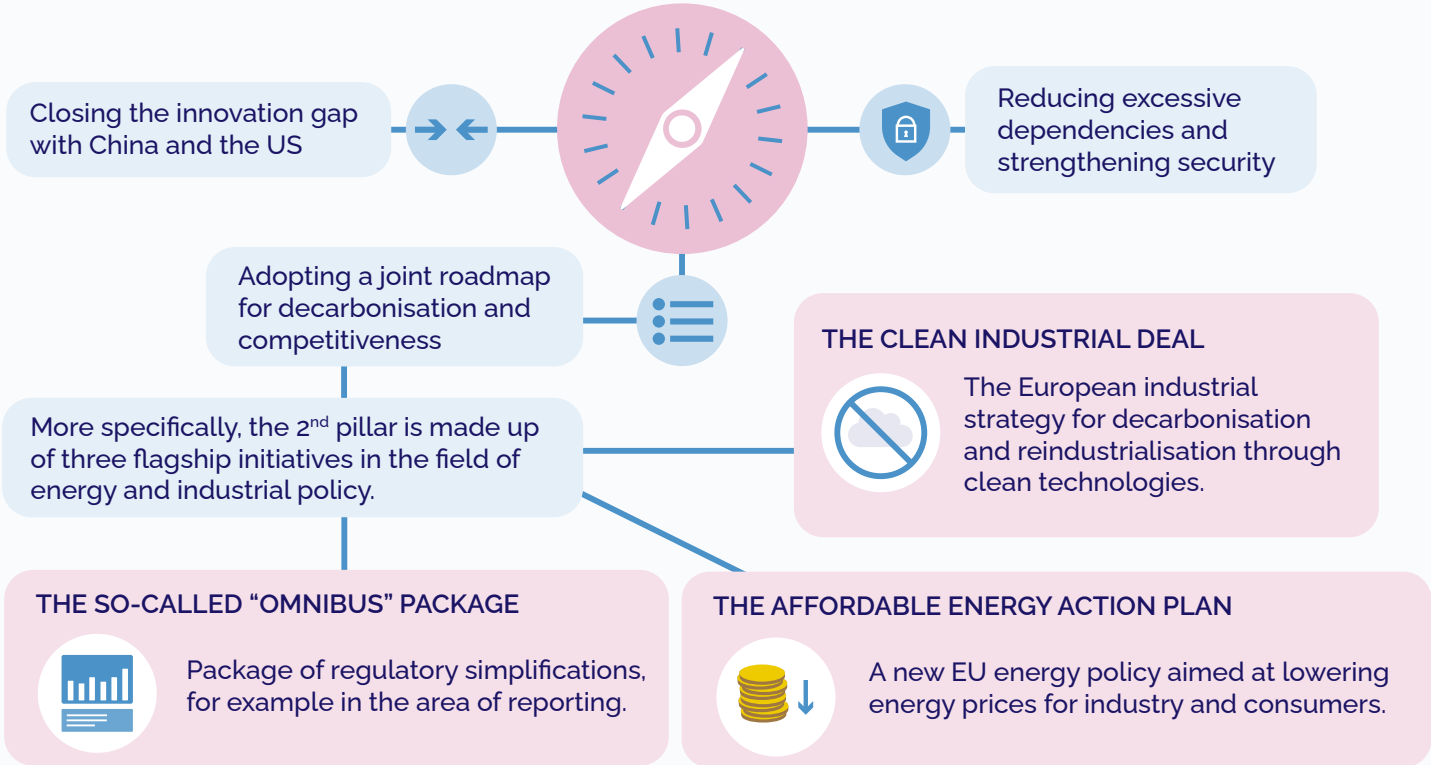 Closing the innovation gap
with China and the US
Reducing excessive
dependencies and
strengthening security
Adopting a joint roadmap
for decarbonisation and
competitiveness
More specifically, the 2nd pillar is made up
of three flagship initiatives in the field of
energy and industrial policy.
THE CLEAN INDUSTRIAL DEAL
The European industrial
strategy for decarbonisation
and reindustrialisation through
clean technologies.
THE SO-CALLED “OMNIBUS” PACKAGE
Package of regulatory simplifications,
for example in the area of reporting.
THE AFFORDABLE ENERGY ACTION PLAN
A new EU energy policy aimed at lowering
energy prices for industry and consumers.